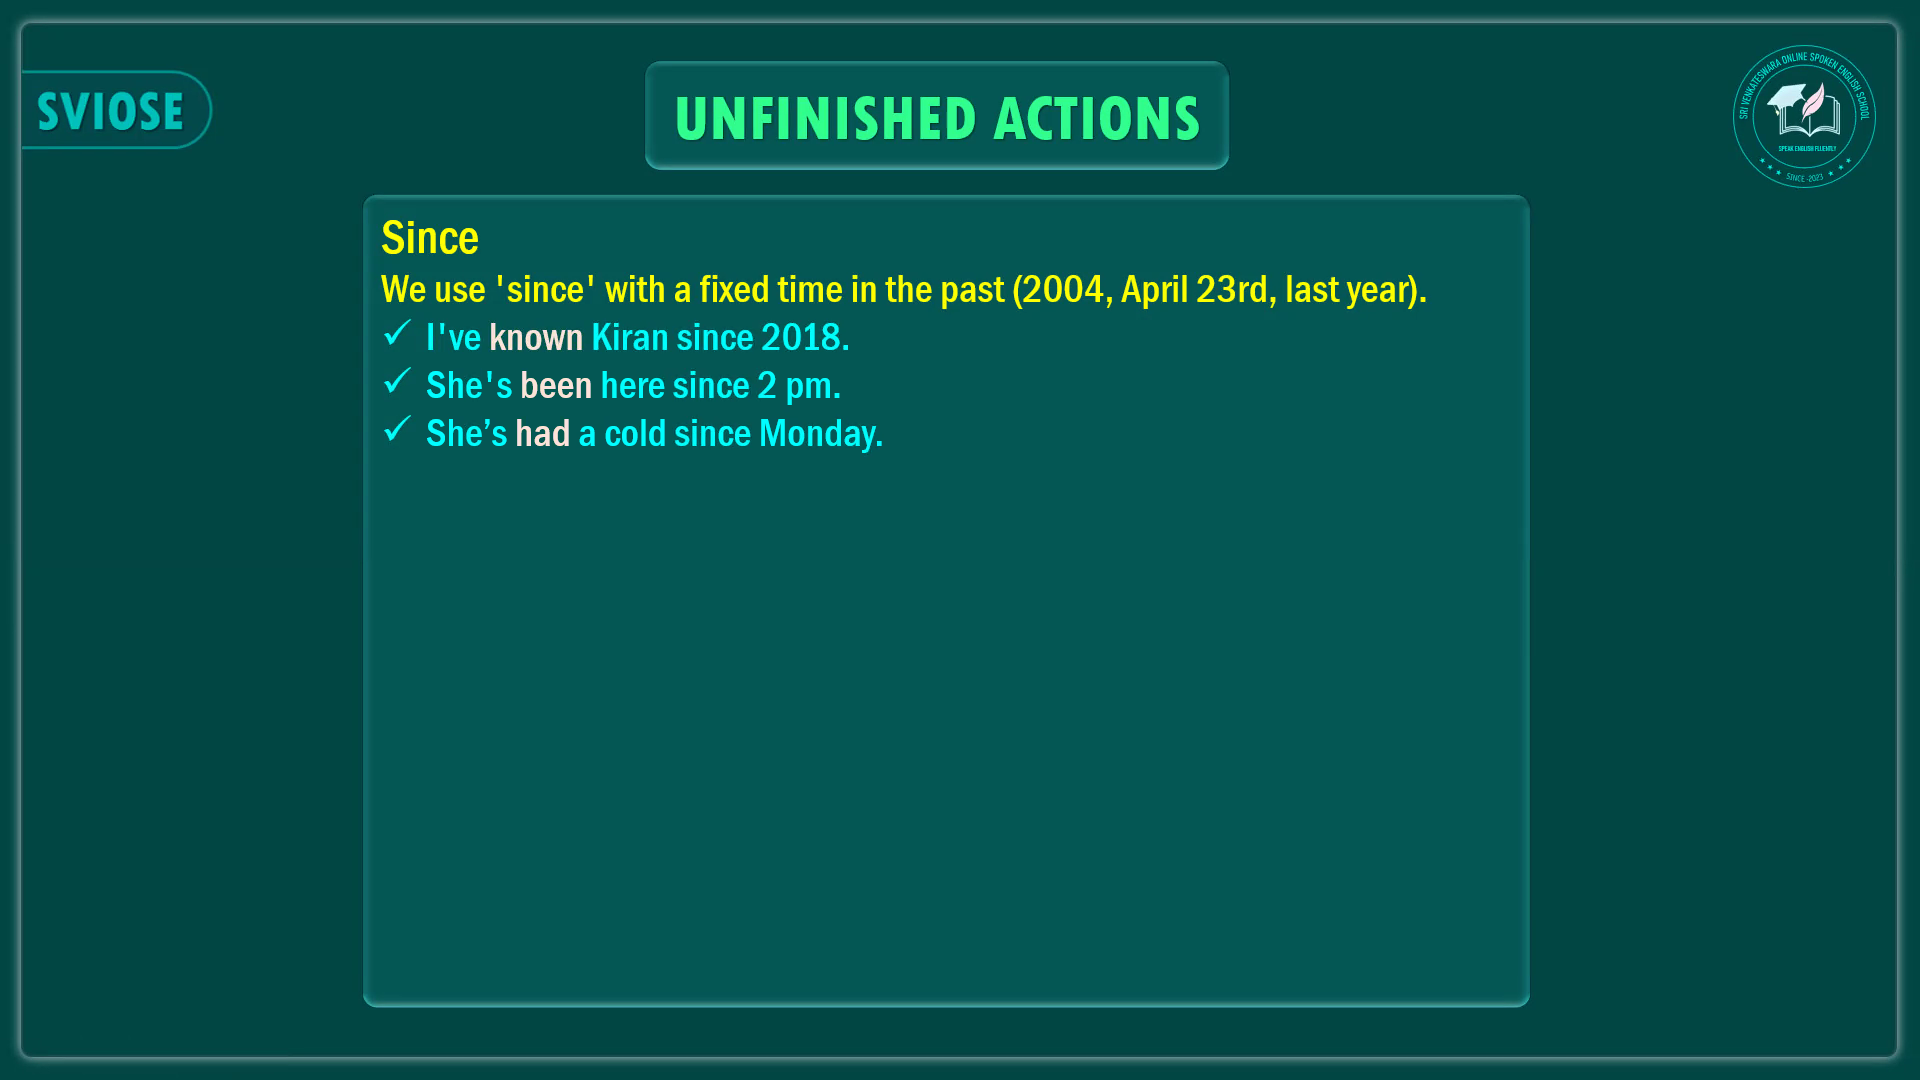 SVIOSE
UNFINISHED ACTIONS
SRI VENKATESWARA ONLINE SPOKEN ENGLISH SCHOOL
SPEAK ENGLISH FLUENTLY
SINCE -2023
Since
We use 'since' with a fixed time in the past (2004, April 23rd, last year).
✓ I've known Kiran since 2018.
✓ She's been here since 2 pm.
✓ She’s had a cold since Monday.